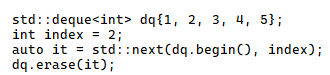 std::deque<int> dq{1, 2, 3, 4, 5};
int index = 2;
auto it = std::next(dq.begin(), index);
dq.erase(it);